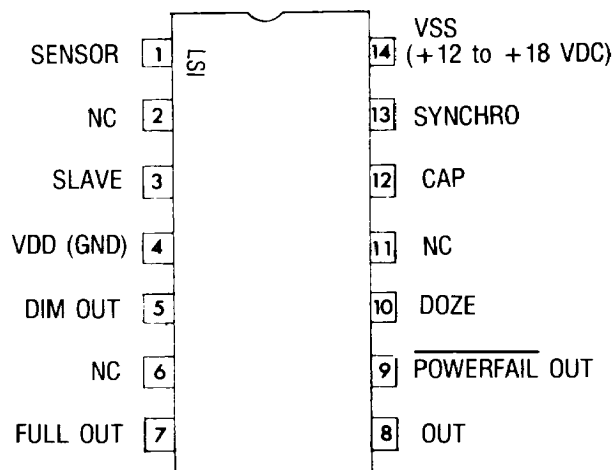 SENSOR 1
NC 2
SLAVE 3
VDD (GND) 4
DIM OUT 5
NC 6
FULL OUT 7
LSI
14 VSS
(+12 to +18 VDC)
13 SYNCHRO
12 CAP
11 NC
10 DOZE
9 POWERFAIL OUT
8 OUT